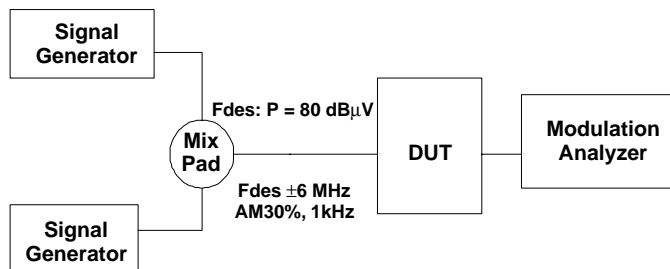 Signal
Generator
Fdes: P = 80 dBμV
Mix
Pad
DUT
Modulation
Analyzer
Fdes ±6 MHz
AM30%, 1kHz
Signal
Generator